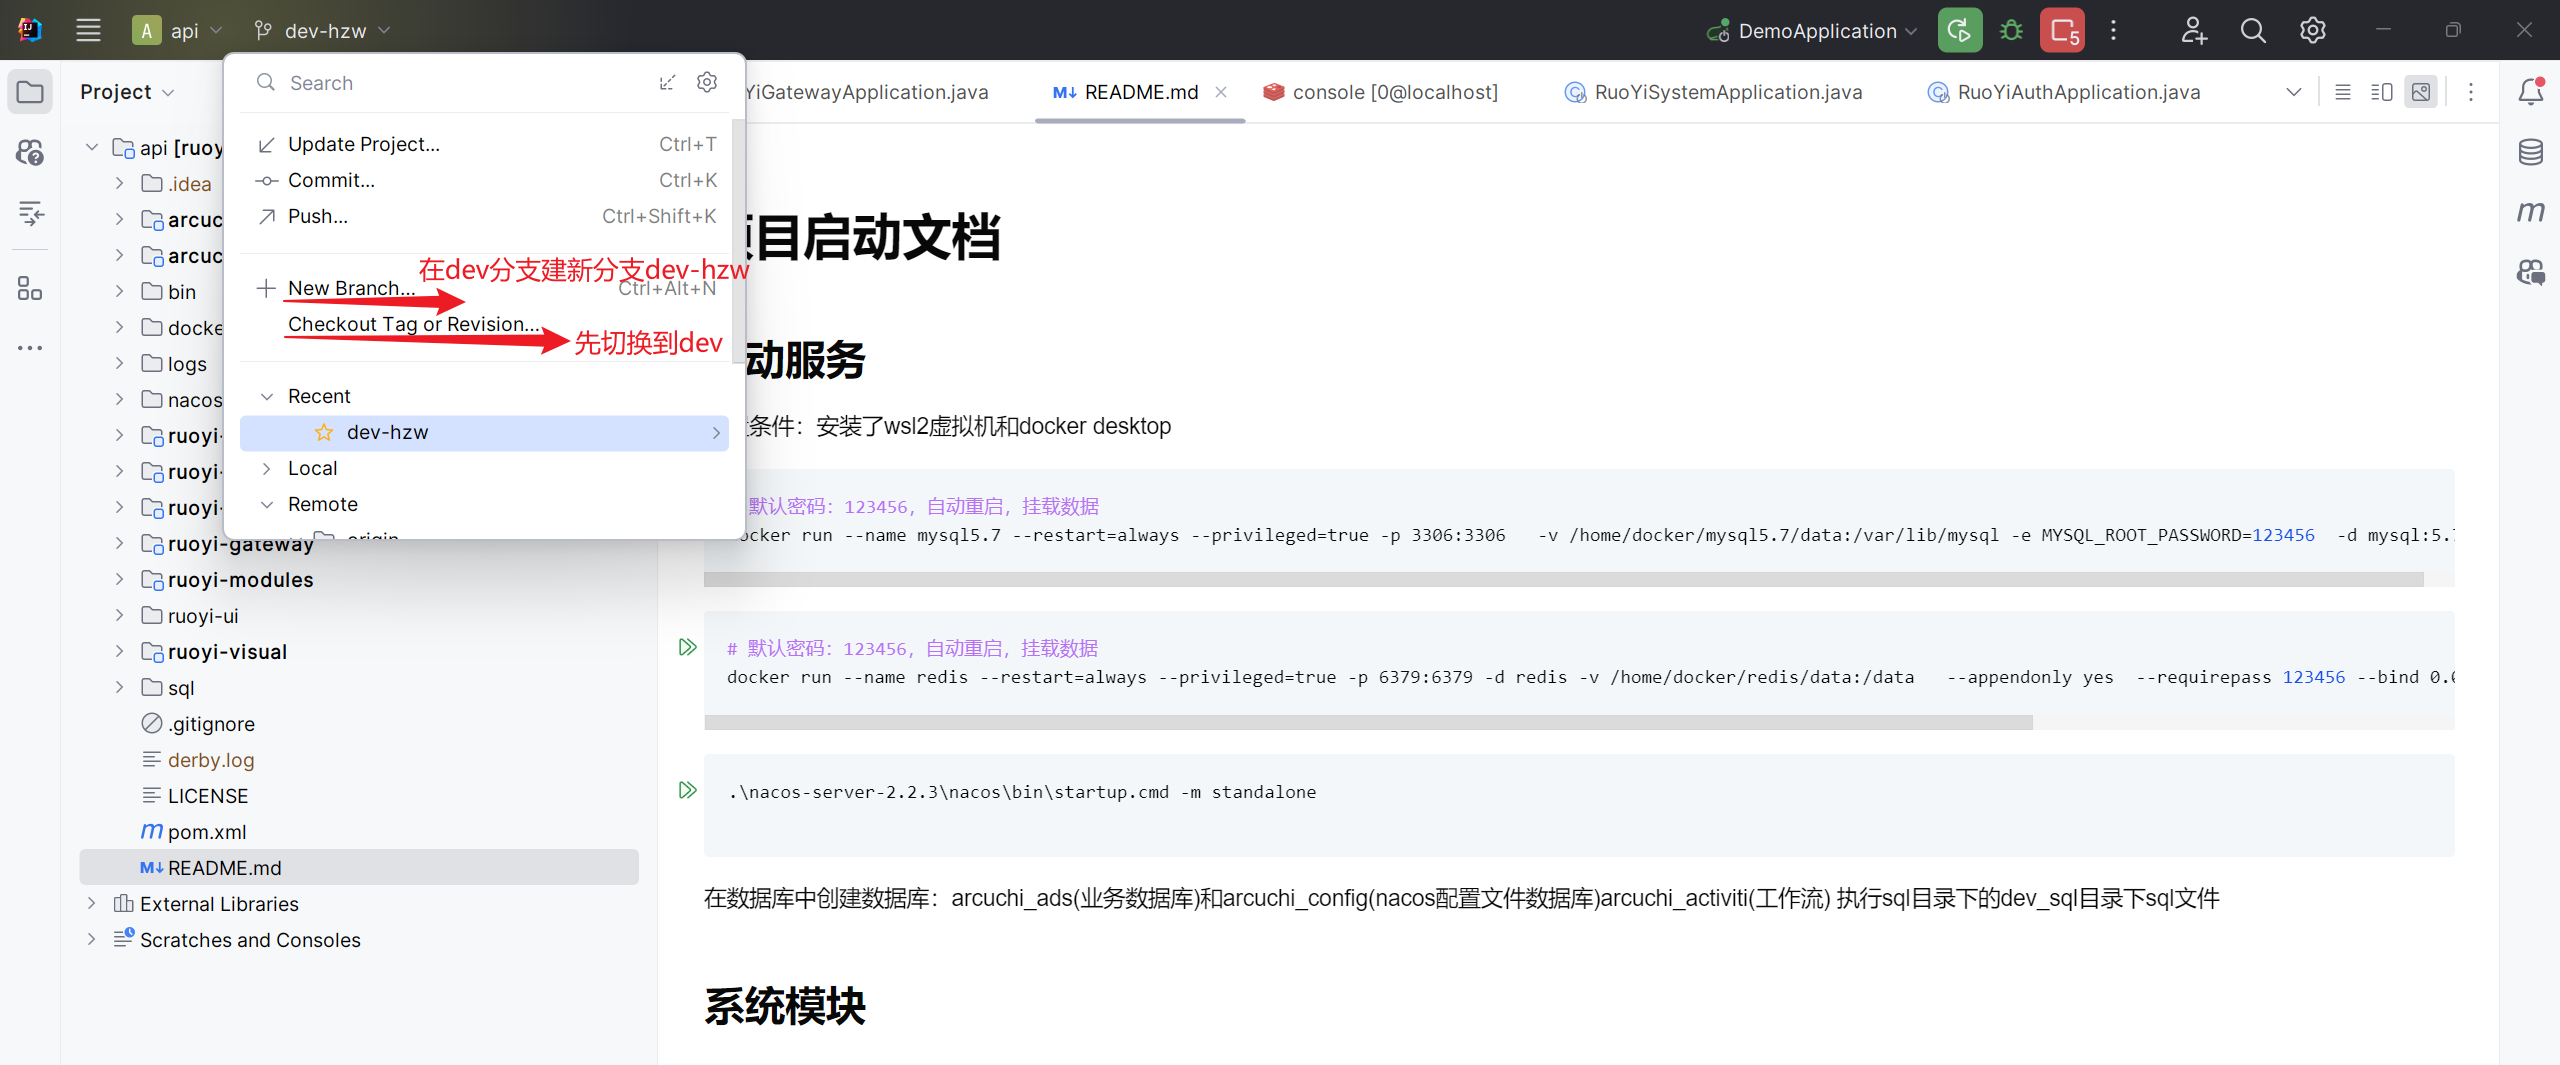 A api dev-hzw DemoApplication 5
Project
api [ruoy
.idea
arcuc
arcuc
bin
docke
logs
nacos
ruoyi-
ruoyi-
ruoyi-
ruoyi-gateway
ruoyi-modules
ruoyi-ui
ruoyi-visual
sql
.gitignore
derby.log
LICENSE
m pom.xml
M↓ README.md
External Libraries
Scratches and Consoles
Search
Update Project... Ctrl+T
Commit... Ctrl+K
Push... Ctrl+Shift+K
在dev分支建新分支dev-hzw
New Branch... Ctrl+Alt+N
Checkout Tag or Revision...
先切换到dev
Recent
dev-hzw
Local
Remote
origin
YiGatewayApplication.java M↓ README.md console [0@localhost] RuoYiSystemApplication.java RuoYiAuthApplication.java
目启动文档
动服务
条件：安装了wsl2虚拟机和docker desktop
默认密码：123456，自动重启，挂载数据
ocker run --name mysql5.7 --restart=always --privileged=true -p 3306:3306 -v /home/docker/mysql5.7/data:/var/lib/mysql -e MYSQL_ROOT_PASSWORD=123456 -d mysql:5.
# 默认密码：123456，自动重启，挂载数据
docker run --name redis --restart=always --privileged=true -p 6379:6379 -d redis -v /home/docker/redis/data:/data --appendonly yes --requirepass 123456 --bind 0.
.\nacos-server-2.2.3\nacos\bin\startup.cmd -m standalone
在数据库中创建数据库：arcuchi_ads(业务数据库)和arcuchi_config(nacos配置文件数据库)arcuchi_activiti(工作流) 执行sql目录下的dev_sql目录下sql文件
系统模块
m